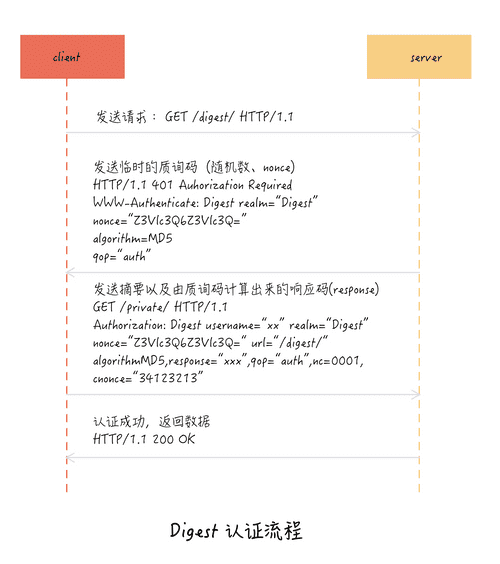 client
server
发送请求： GET /digest/ HTTP/1.1
发送临时的质询码（随机数、nonce)
HTTP/1.1 401 Auhorization Required
WWW-Authenticate: Digest realm=“Digest”
nonce=“Z3Vlc3Q6Z3Vlc3Q=”
algorithm=MD5
qop=“auth”
发送摘要以及由质询码计算出来的响应码(response)
GET /private/ HTTP/1.1
Authorization: Digest username=“xx” realm=“Digest”
nonce=“Z3Vlc3Q6Z3Vlc3Q=“ url=“/digest/”
algorithmMD5,response=“xxx”,qop=“auth”,nc=0001,
cnonce=“34123213”
认证成功，返回数据
HTTP/1.1 200 OK
Digest 认证流程